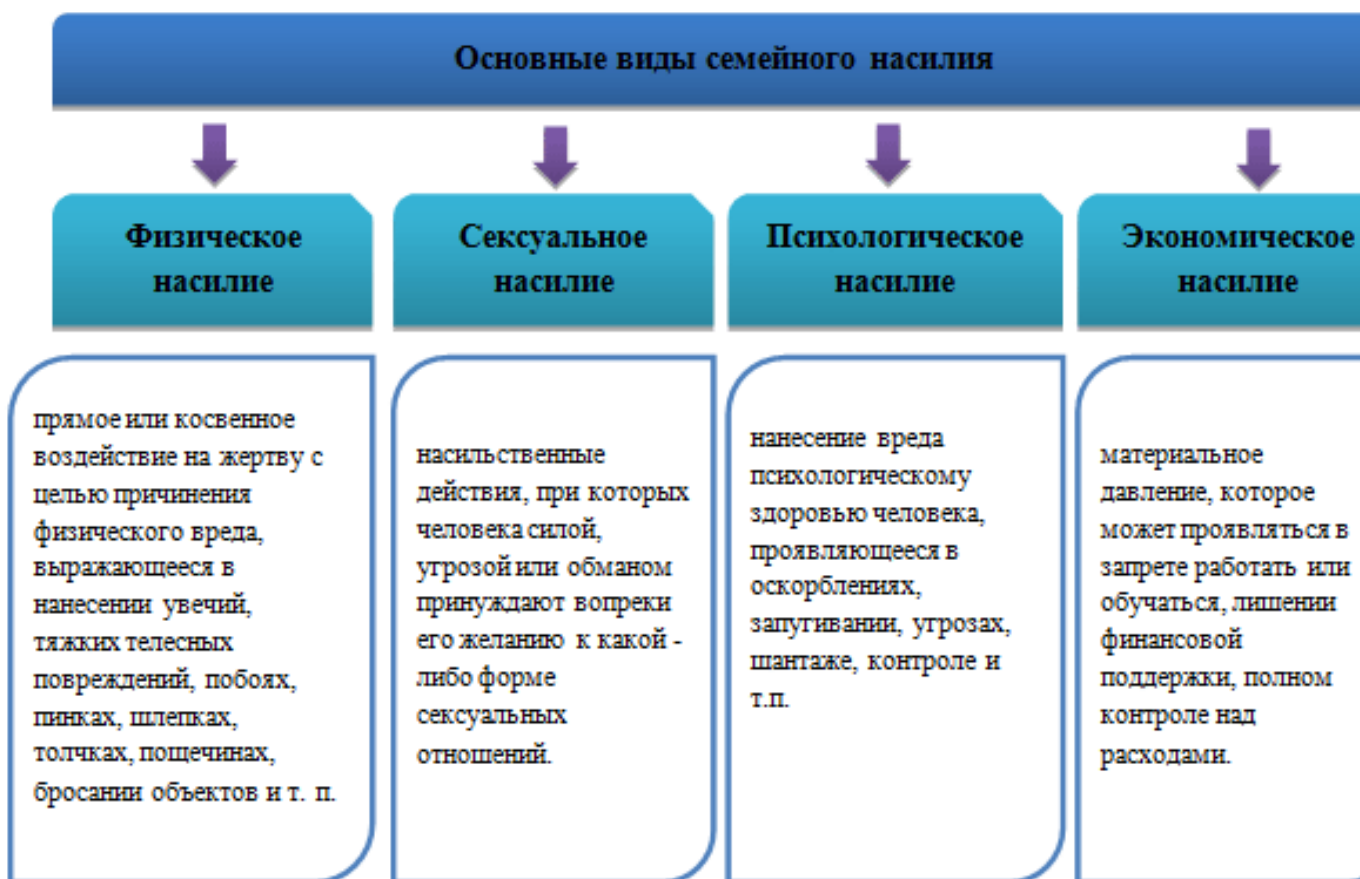 Основные виды семейного насилия
Физическое
насилие
Сексуальное
насилие
Психологическое
насилие
Экономическое
насилие
прямое или косвенное
воздействие на жертву с
целью причинения
физического вреда,
выражающееся в
нанесении увечий,
тяжких телесных
повреждений, побоях,
пинках, шлепках,
толчках, пощечинах,
бросании объектов и т. п.
насильственные
действия, при которых
человека силой,
угрозой или обманом
принуждают вопреки
его желанию к какой -
либо форме
сексуальных
отношений.
нанесение вреда
психологическому
здоровью человека,
проявляющееся в
оскорблениях,
запугивании, угрозах,
шантаже, контроле и
т.п.
материальное
давление, которое
может проявляться в
запрете работать или
обучаться, лишении
финансовой
поддержки, полном
контроле над
расходами.